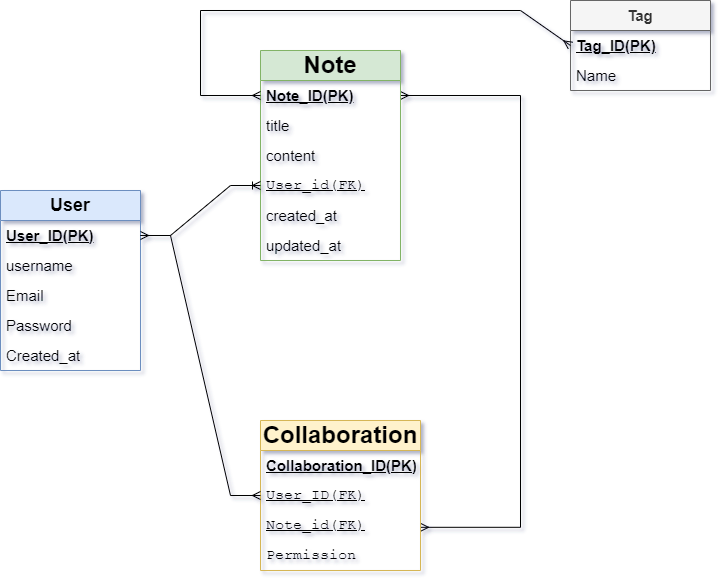 Tag
Tag_ID(PK)
Name
Note
Note_ID(PK)
title
content
User_id(FK)
created_at
updated_at
User
User_ID(PK)
username
Email
Password
Created_at
Collaboration
Collaboration_ID(PK)
User_ID(FK)
Note_id(FK)
Permission